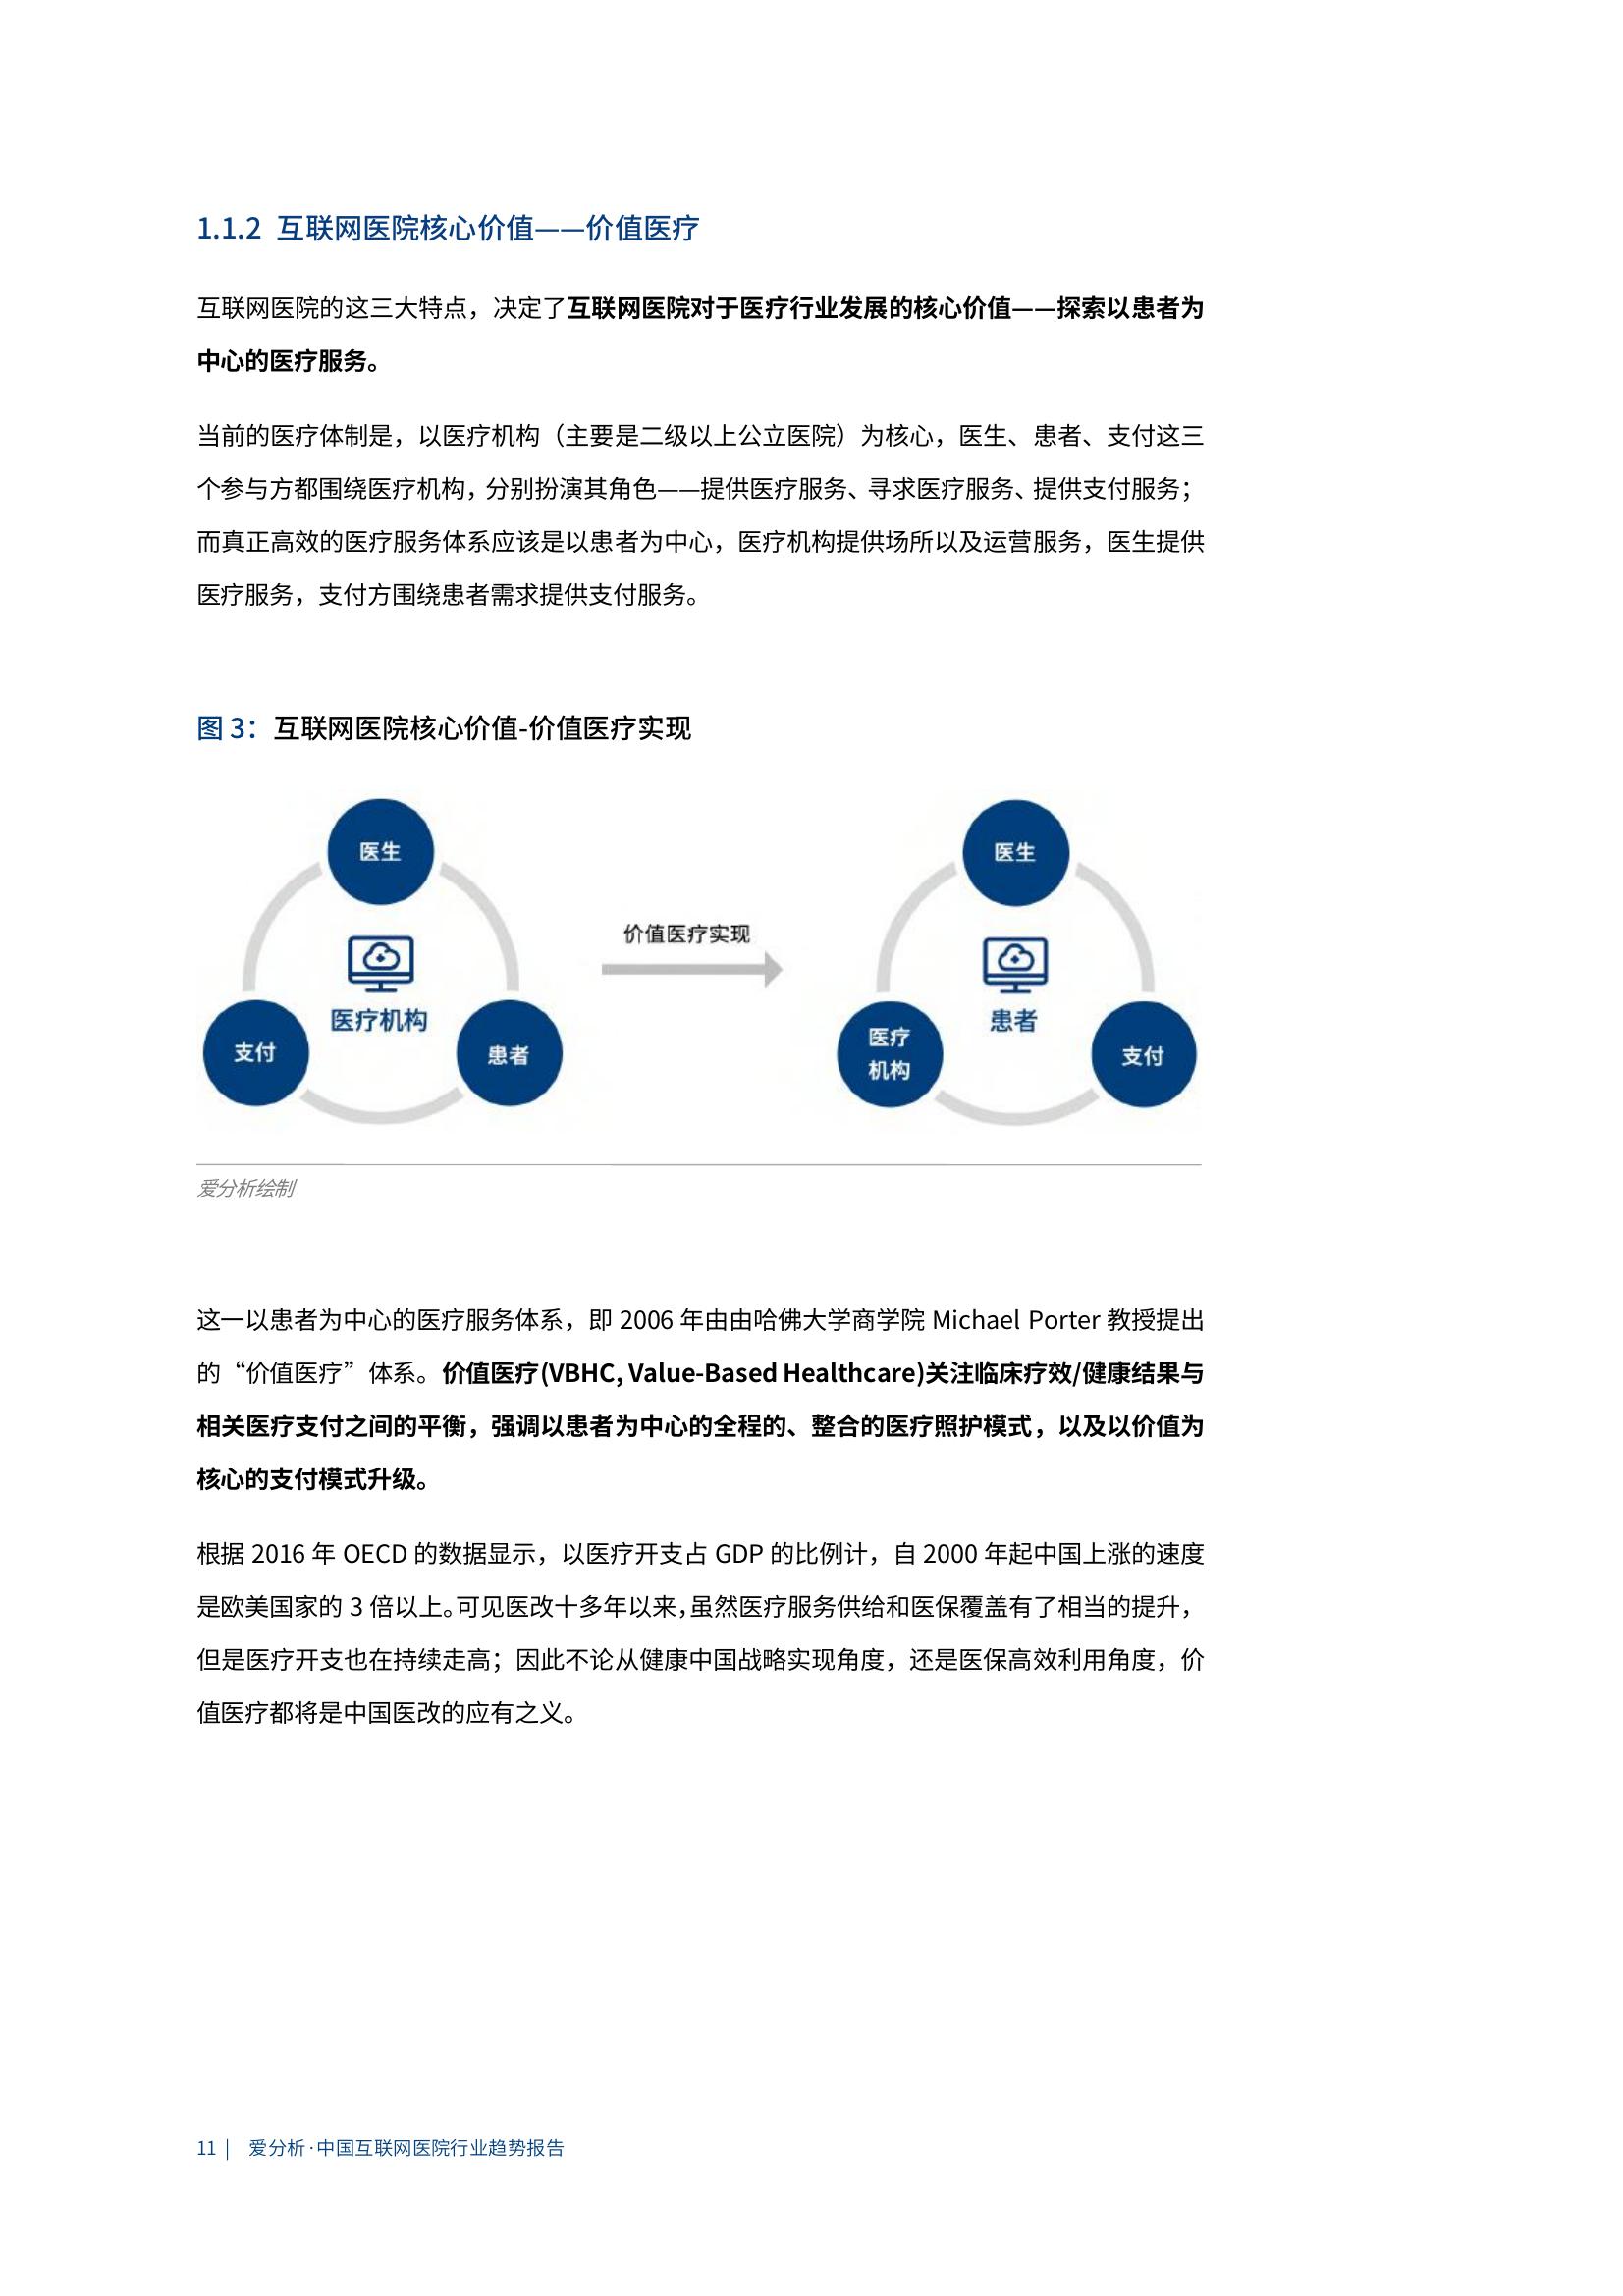 1.1.2 互联网医院核心价值——价值医疗
互联网医院的这三大特点，决定了互联网医院对于医疗行业发展的核心价值——探索以患者为
中心的医疗服务。
当前的医疗体制是，以医疗机构（主要是二级以上公立医院）为核心，医生、患者、支付这三
个参与方都围绕医疗机构，分别扮演其角色——提供医疗服务、寻求医疗服务、提供支付服务；
而真正高效的医疗服务体系应该是以患者为中心，医疗机构提供场所以及运营服务，医生提供
医疗服务，支付方围绕患者需求提供支付服务。
图 3：互联网医院核心价值-价值医疗实现
医生
医疗机构
支付
患者
价值医疗实现
医生
患者
医疗
机构
支付
爱分析绘制
这一以患者为中心的医疗服务体系，即 2006 年由由哈佛大学商学院 Michael Porter 教授提出
的“价值医疗”体系。价值医疗(VBHC, Value-Based Healthcare)关注临床疗效/健康结果与
相关医疗支付之间的平衡，强调以患者为中心的全程的、整合的医疗照护模式，以及以价值为
核心的支付模式升级。
根据 2016 年 OECD 的数据显示，以医疗开支占 GDP 的比例计，自 2000 年起中国上涨的速度
是欧美国家的 3 倍以上。可见医改十多年以来，虽然医疗服务供给和医保覆盖有了相当的提升，
但是医疗开支也在持续走高；因此不论从健康中国战略实现角度，还是医保高效利用角度，价
值医疗都将是中国医改的应有之义。
11 | 爱分析·中国互联网医院行业趋势报告